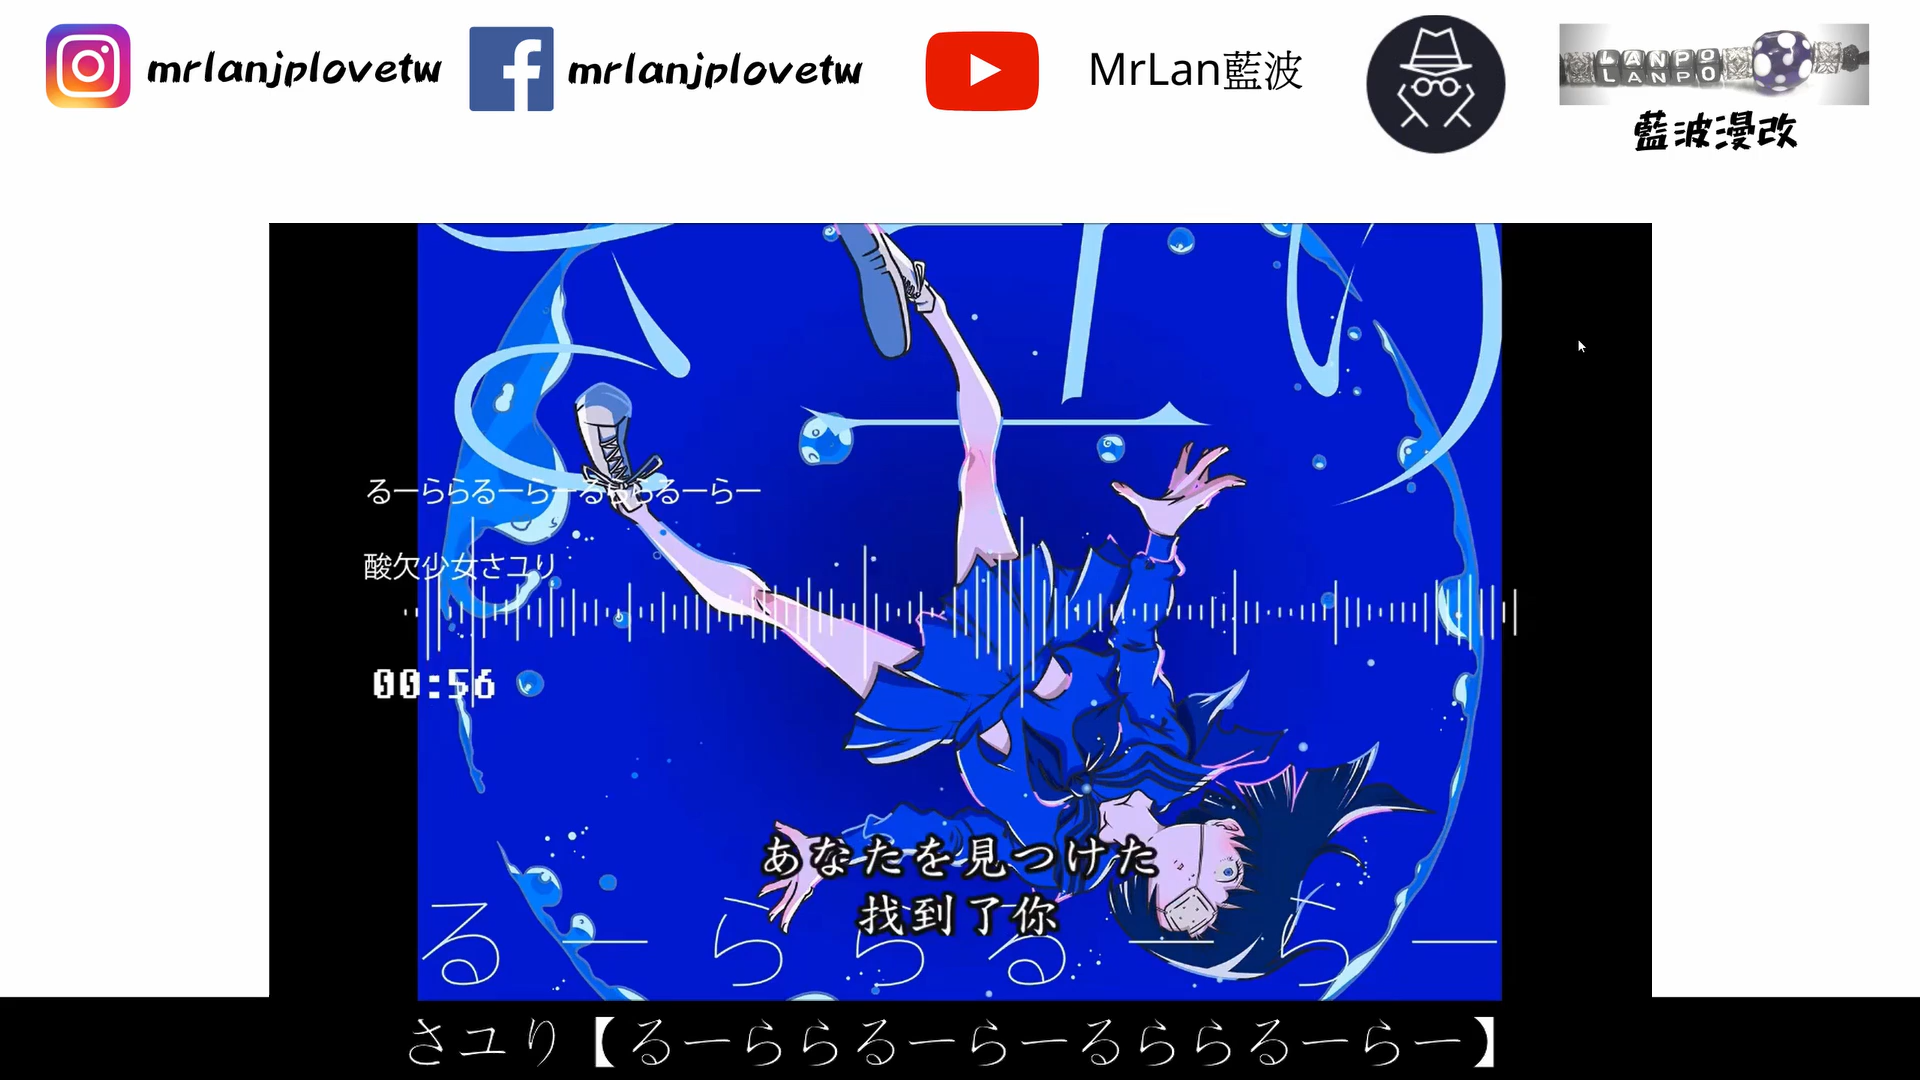 mrlanjplovetw
mrlanjplovetw
MrLan藍波
LANPO
LANPO
藍波漫改
るーららるーらーるららるーらー
酸欠少女さユり
00:56
あなたを見つけた
找到了你
るーららるーらー
さユり【るーららるーらーるららるーらー】